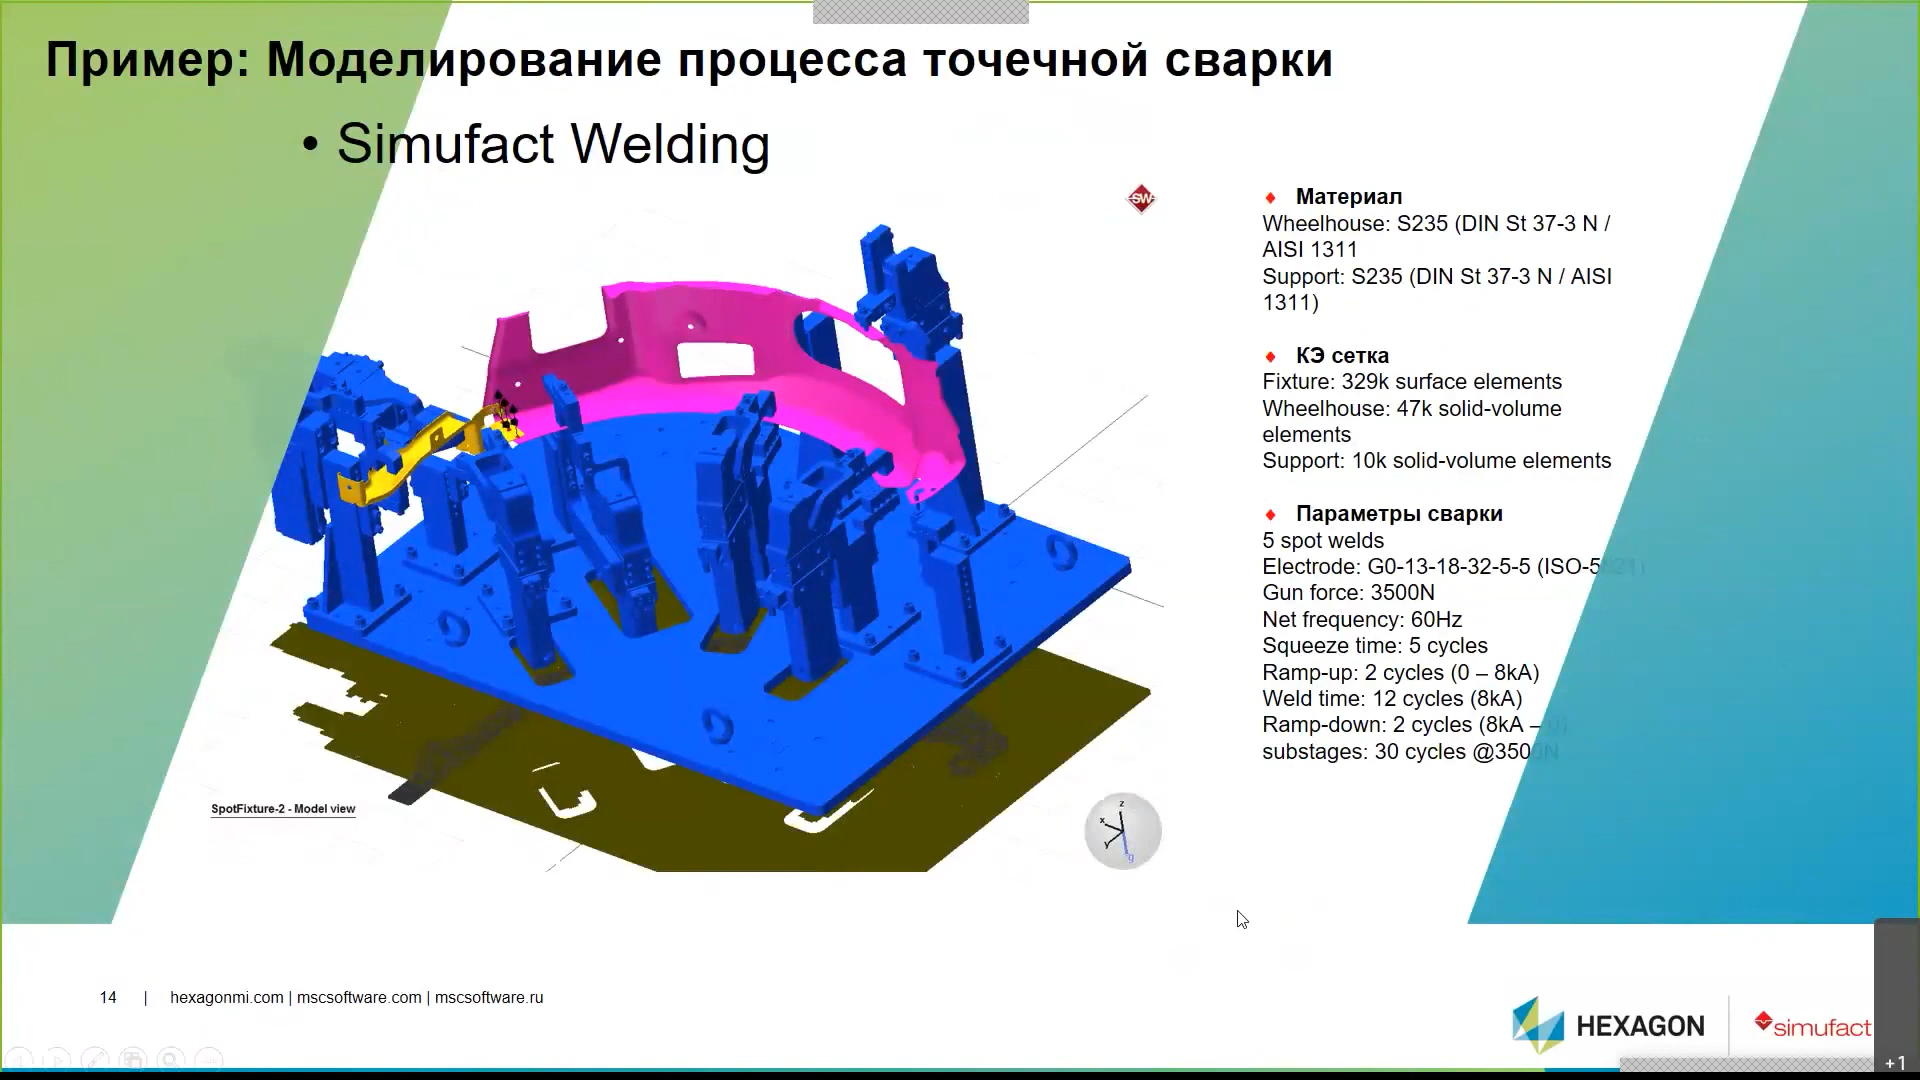 Пример: Моделирование процесса точечной сварки
• Simufact Welding
SW
♦ Материал
Wheelhouse: S235 (DIN St 37-3 N /
AISI 1311
Support: S235 (DIN St 37-3 N / AISI
1311)
♦ КЭ сетка
Fixture: 329k surface elements
Wheelhouse: 47k solid-volume
elements
Support: 10k solid-volume elements
♦ Параметры сварки
5 spot welds
Electrode: G0-13-18-32-5-5
Gun force: 3500N
Net frequency: 60Hz
Squeeze time: 5 cycles
Ramp-up: 2 cycles (0 – 8kA)
Weld time: 12 cycles (8kA)
Ramp-down: 2 cycles (8kA – 0)
substages: 30 cycles @3500N
SpotFixture-2 - Model view
z
x
y
g
14 | hexagonmi.com | mscsoftware.com | mscsoftware.ru
HEXAGON | simufact
+1